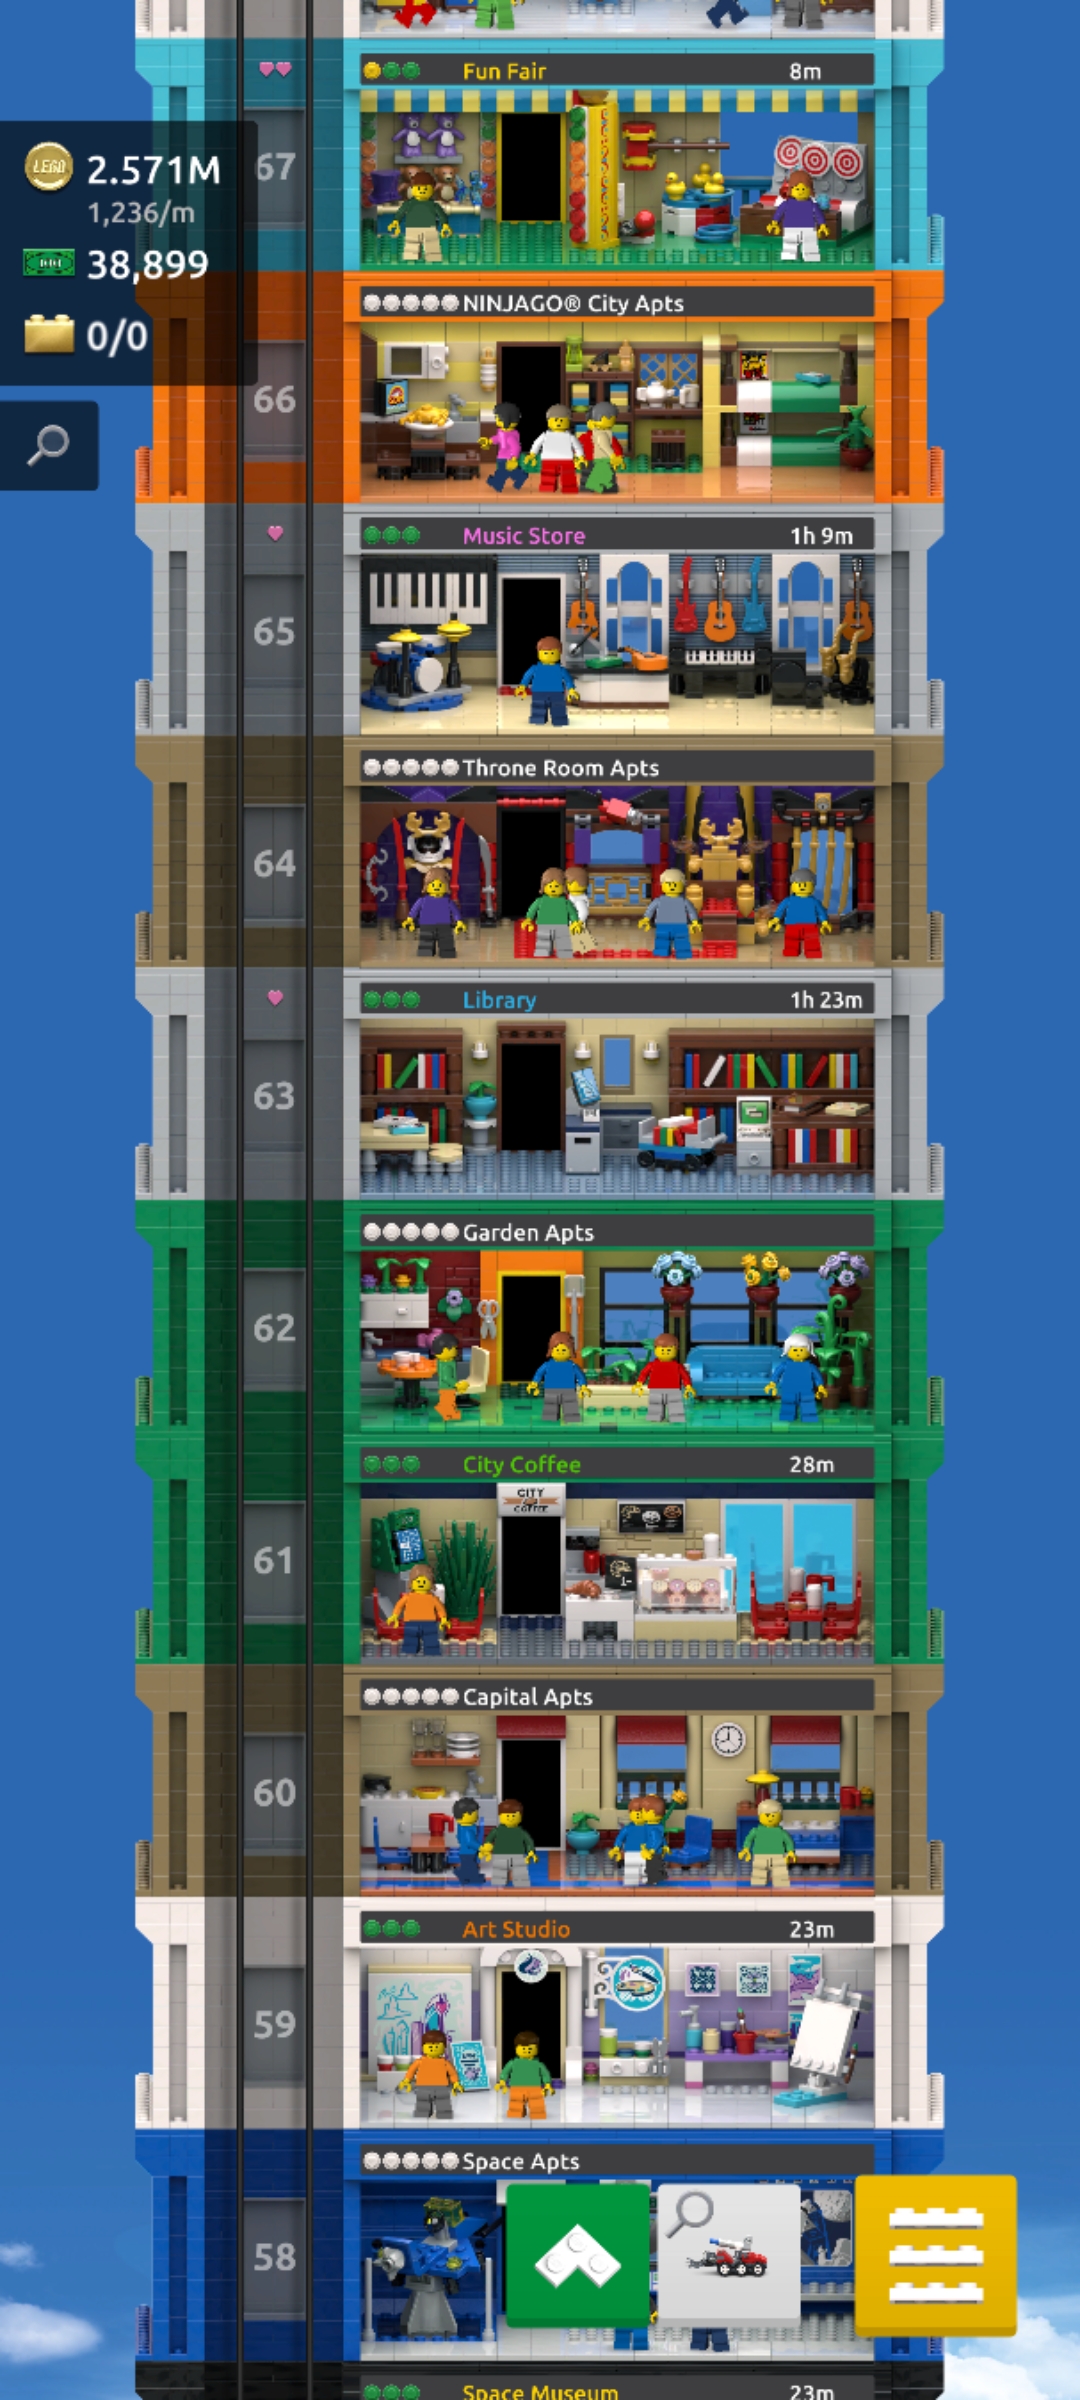 Fun Fair 8m
67
LEGO 2.571M
1,236/m
38,899
0/0
NINJAGO® City Apts
66
Music Store 1h 9m
65
Throne Room Apts
64
Library 1h 23m
63
Garden Apts
62
City Coffee 28m
CITY
COFFEE
61
Capital Apts
60
Art Studio 23m
59
Space Apts
58
Space Museum 23m